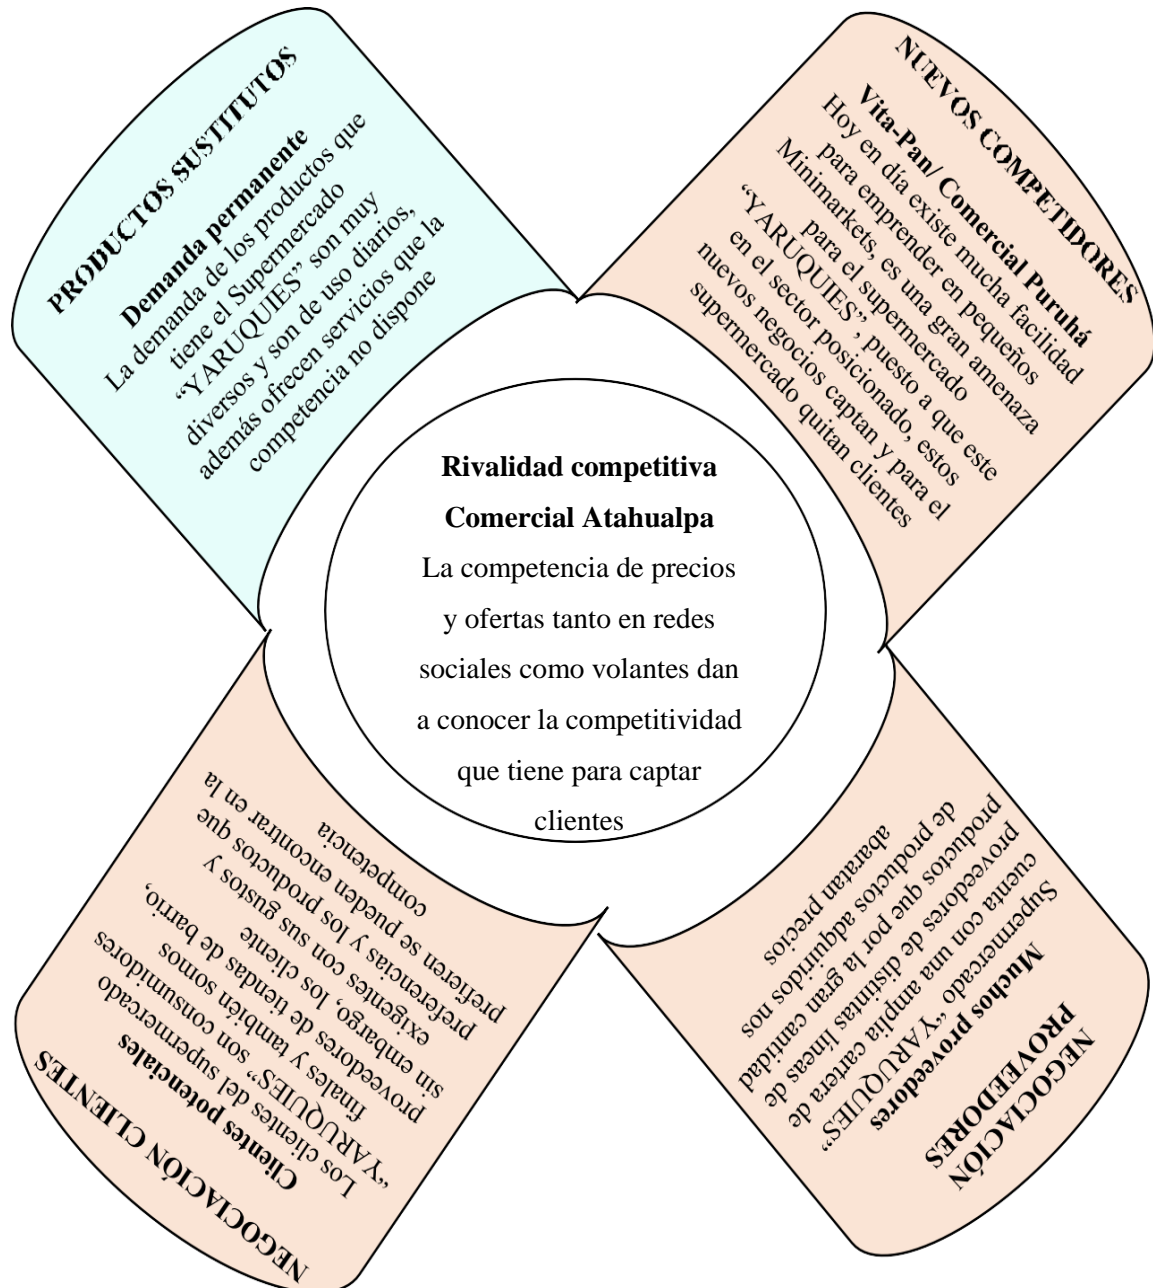 PRODUCTOS SUSTITUTOS
Demanda permanente
La demanda de los productos que
tiene el Supermercado
“YARUQUIES” son muy
diversos y son de uso diarios,
además ofrecen servicios que la
competencia no dispone
NUEVOS COMPETIDORES
Vita-Pan/ Comercial Puruhá
Hoy en día existe mucha facilidad
para emprender en pequeños
Minimarkets, es una gran amenaza
para el supermercado
“YARUQUIES”, puesto a que este
en el sector posicionado, estos
nuevos negocios captan y para el
supermercado quitan clientes
Rivalidad competitiva
Comercial Atahualpa
La competencia de precios
y ofertas tanto en redes
sociales como volantes dan
a conocer la competitividad
que tiene para captar
clientes
NEGOCIACIÓN CLIENTES
Clientes potenciales
Los clientes del supermercado
“YARUQUIES” son consumidores
finales y también somos
proveedores de tiendas de barrio,
sin embargo, los cliente
exigentes con sus gustos y
preferencias y los productos que
prefieren se pueden encontrar en la
competencia
NEGOCIACIÓN
PROVEEDORES
Muchos proveedores
Supermercado “YARUQUIES”
cuenta con una amplia cartera de
proveedores de distintas líneas de
productos que por la gran cantidad
de productos adquiridos nos
abaratan precios